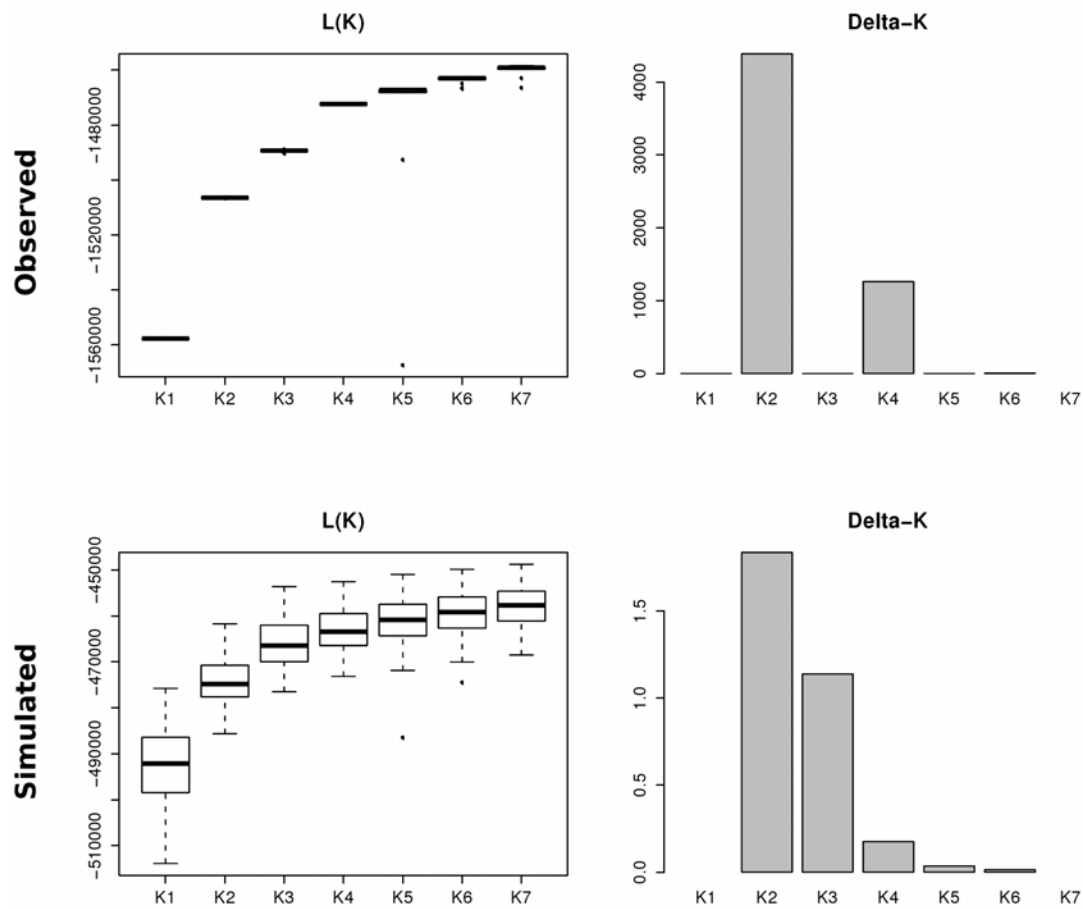 L(K)
Delta−K
Observed
−1480000
−1520000
−1560000
K1 K2 K3 K4 K5 K6 K7
4000
3000
2000
1000
0
K1 K2 K3 K4 K5 K6 K7
L(K)
Delta−K
Simulated
−450000
−470000
−490000
−510000
K1 K2 K3 K4 K5 K6 K7
1.5
1.0
0.5
0.0
K1 K2 K3 K4 K5 K6 K7